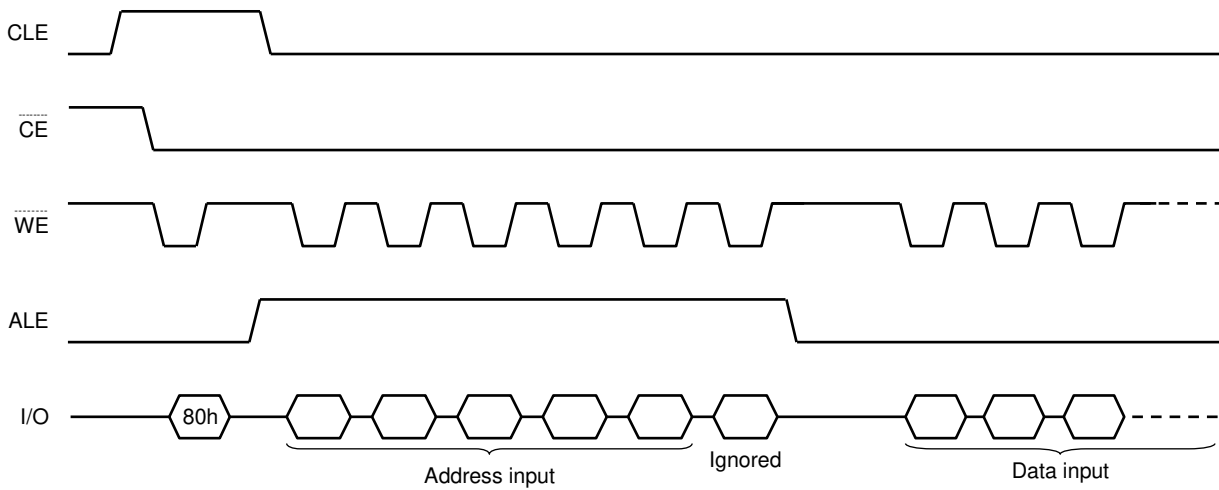 CLE
CE
WE
ALE
I/O
80h
Address input
Ignored
Data input